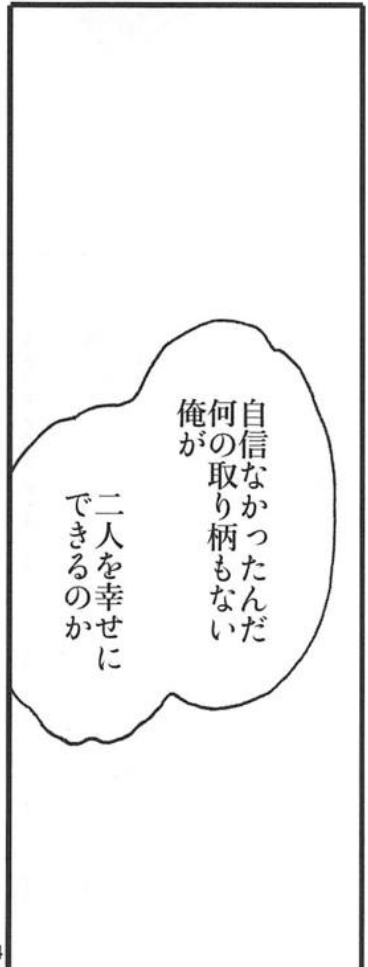 自信なかったんだ
何の取り柄もない
俺が
二人を幸せに
できるのか